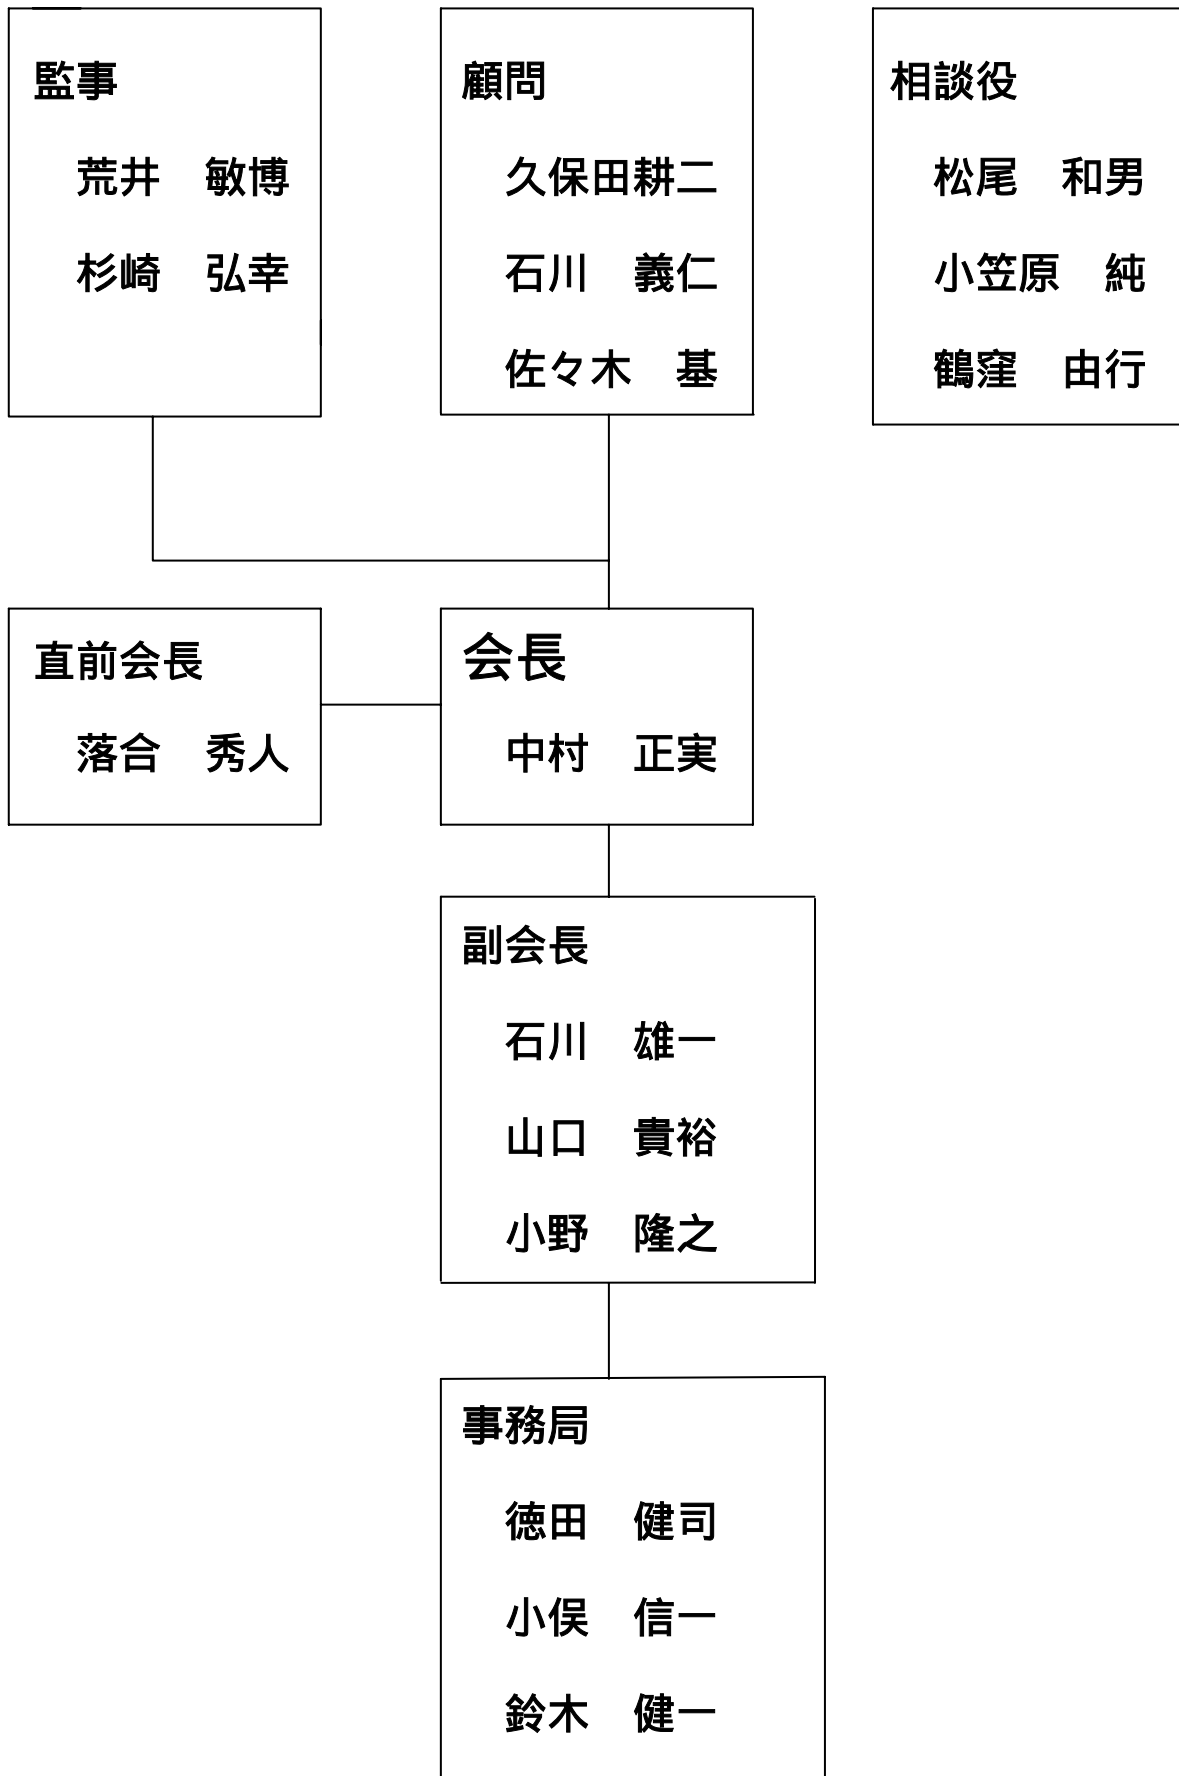 監事
荒井　敏博
杉崎　弘幸
顧問
久保田耕二
石川　義仁
佐々木　基
相談役
松尾　和男
小笠原　純
鶴窪　由行
直前会長
落合　秀人
会長
中村　正実
副会長
石川　雄一
山口　貴裕
小野　隆之
事務局
徳田　健司
小俣　信一
鈴木　健一